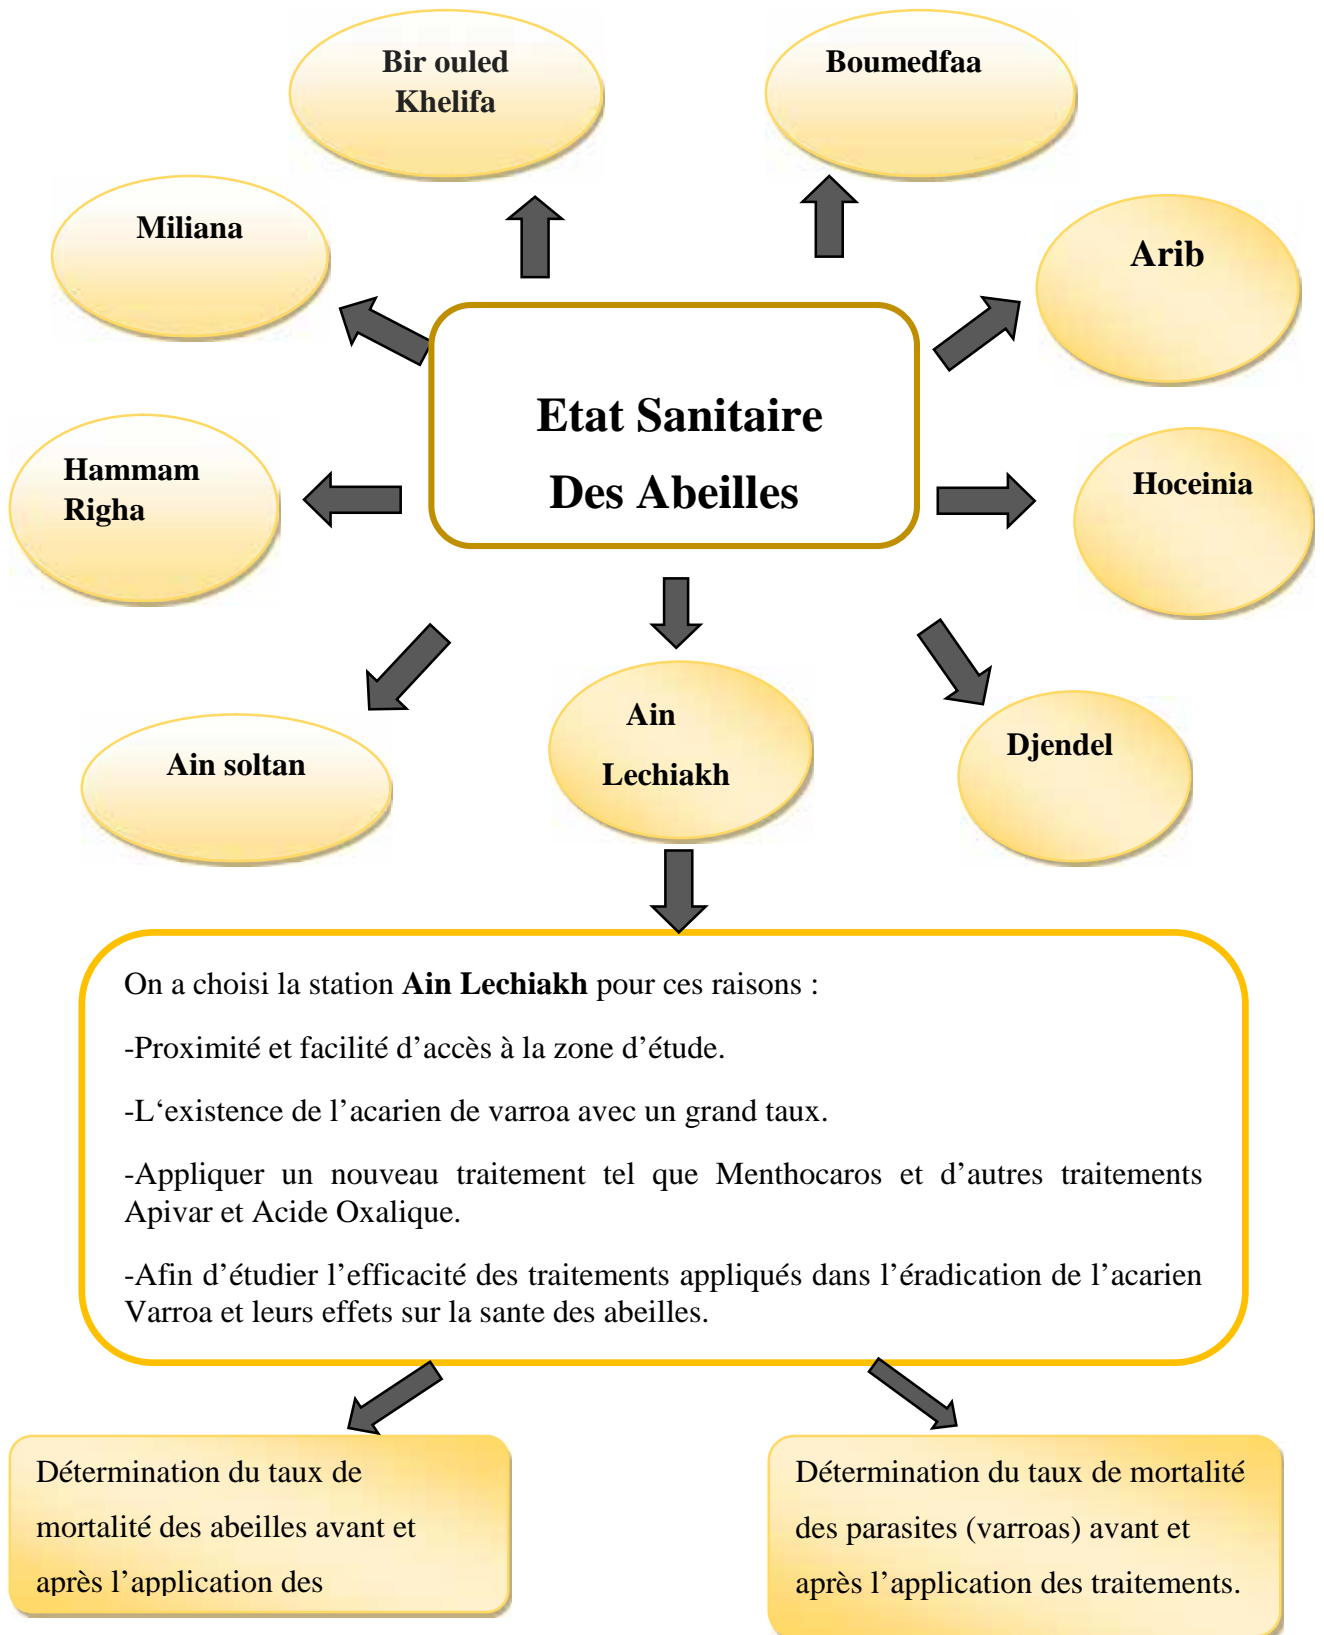 Bir ouled
Khelifa
Boumedfaa
Miliana
Arib
Etat Sanitaire
Des Abeilles
Hammam
Righa
Hoceinia
Ain soltan
Ain
Lechiakh
Djendel
On a choisi la station Ain Lechiakh pour ces raisons :
-Proximité et facilité d’accès à la zone d’étude.
-L‘existence de l’acarien de varroa avec un grand taux.
-Appliquer un nouveau traitement tel que Menthocaros et d’autres traitements
Apivar et Acide Oxalique.
-Afin d’étudier l’efficacité des traitements appliqués dans l’éradication de l’acarien
Varroa et leurs effets sur la sante des abeilles.
Détermination du taux de
mortalité des abeilles avant et
après l’application des
Détermination du taux de mortalité
des parasites (varroas) avant et
après l’application des traitements.